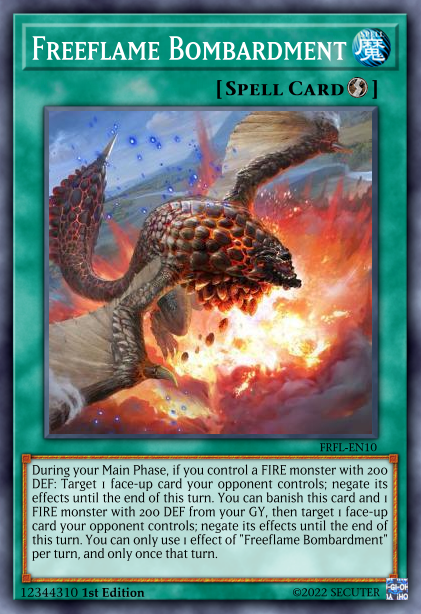 FREEFLAME BOMBARDMENT 魔
[SPELL CARD]
FRFL-EN10
During your Main Phase, if you control a FIRE monster with 200
DEF: Target 1 face-up card your opponent controls; negate its
effects until the end of this turn. You can banish this card and 1
FIRE monster with 200 DEF from your GY, then target 1 face-up
card your opponent controls; negate its effects until the end of
this turn. You can only use 1 effect of "Freeflame Bombardment"
per turn, and only once that turn.
12344310 1st Edition ©2022 SECUTER